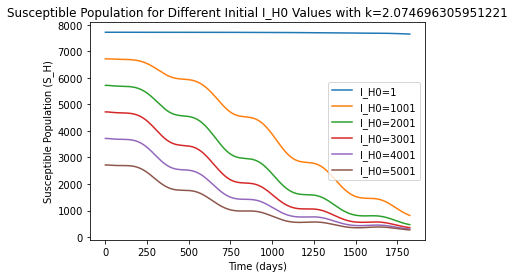 Susceptible Population for Different Initial I_H0 Values with k=2.074696305951221
Susceptible Population (S_H)
8000
7000
6000
5000
4000
3000
2000
1000
0
I_H0=1
I_H0=1001
I_H0=2001
I_H0=3001
I_H0=4001
I_H0=5001
0 250 500 750 1000 1250 1500 1750
Time (days)